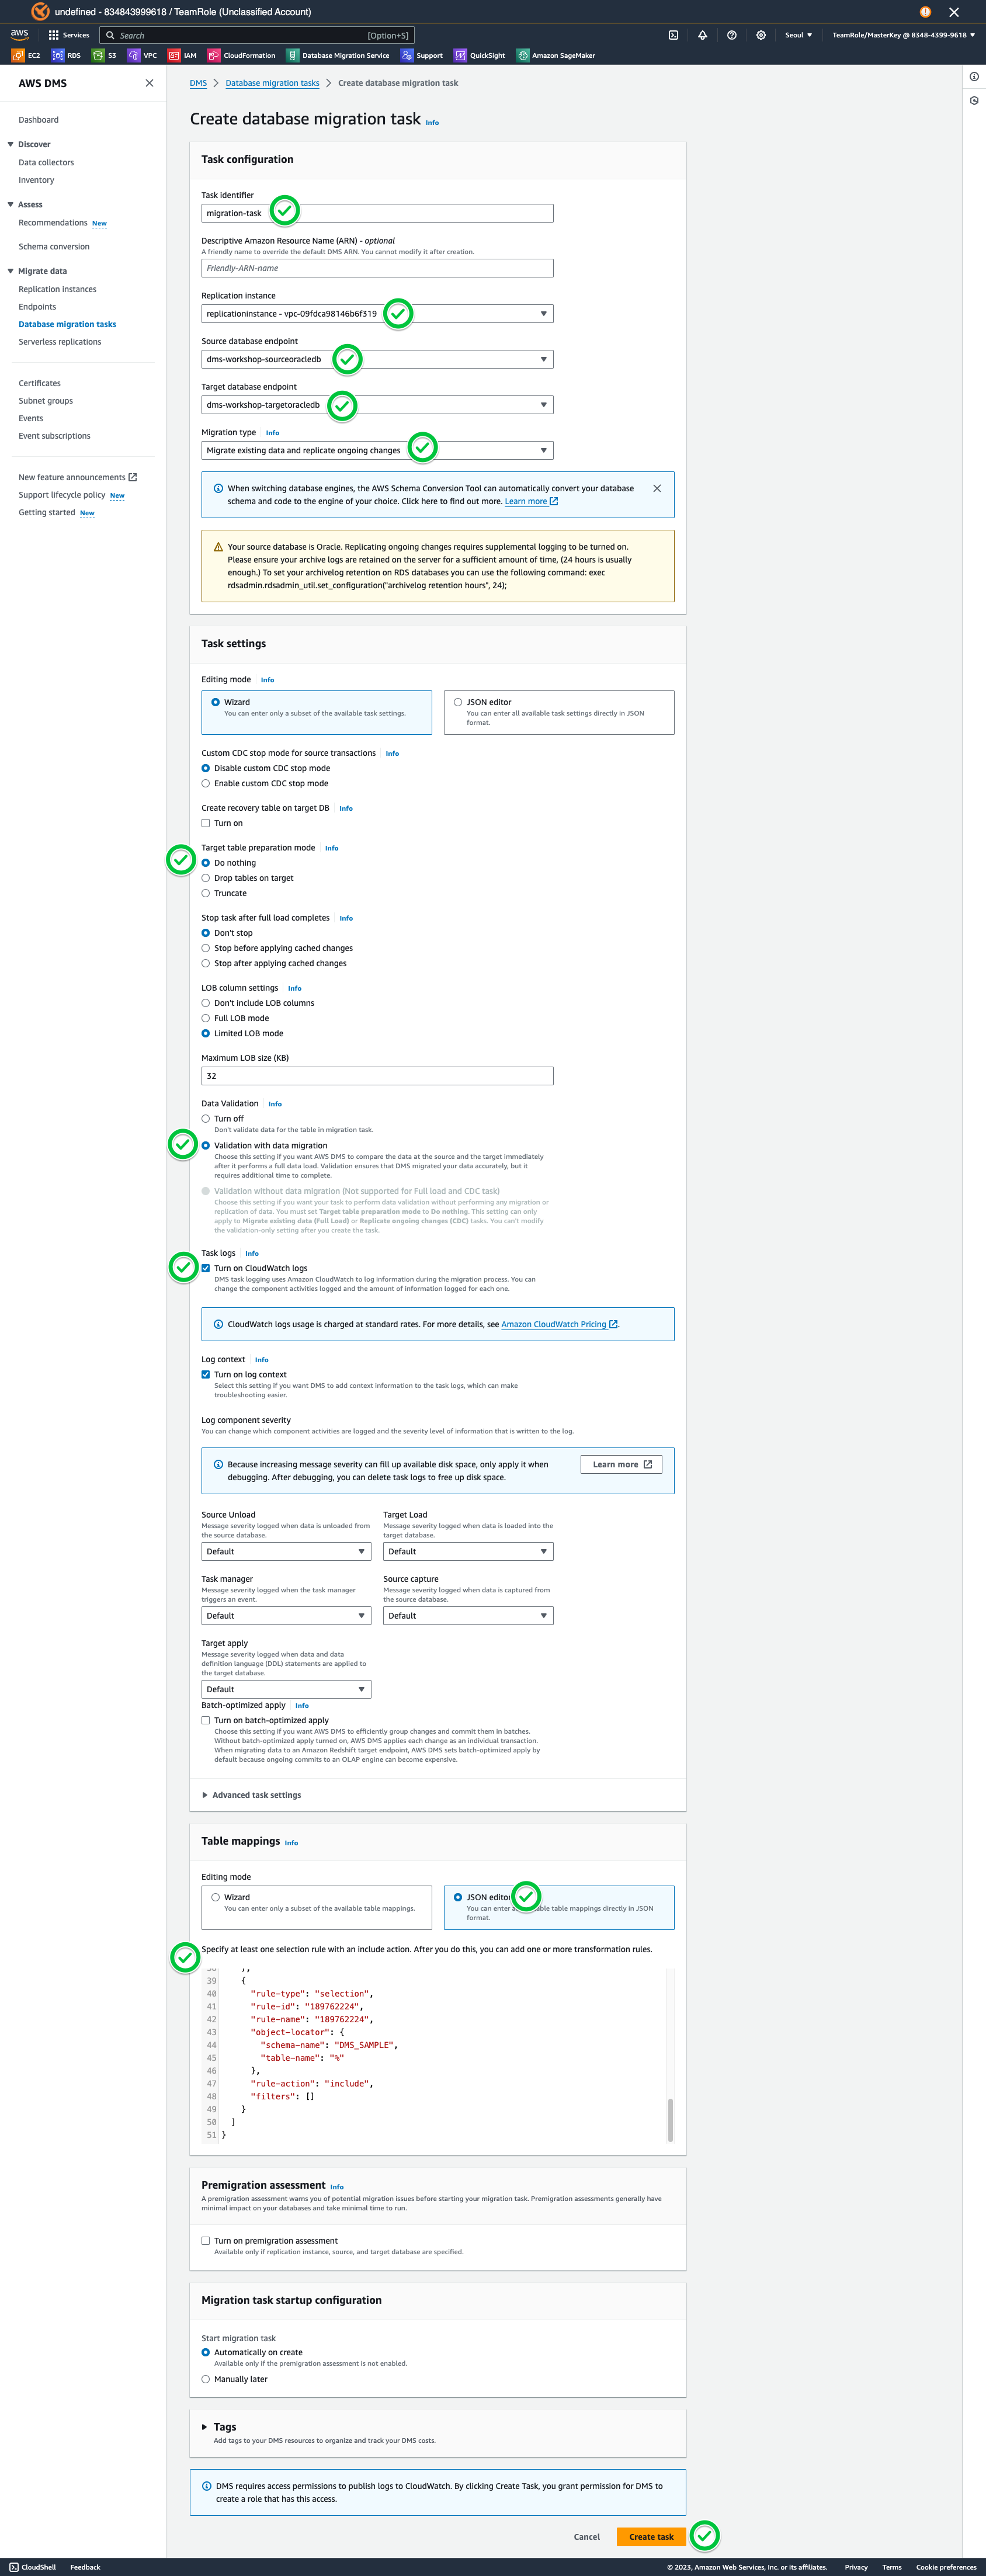 undefined - 834843999618 / TeamRole (Unclassified Account)
aws
Services
Search
[Option+S]
Seoul
TeamRole/MasterKey @ 8348-4399-9618
EC2
RDS
S3
VPC
IAM
CloudFormation
Database Migration Service
Support
QuickSight
Amazon SageMaker
AWS DMS
Dashboard
Discover
Data collectors
Inventory
Assess
Recommendations New
Schema conversion
Migrate data
Replication instances
Endpoints
Database migration tasks
Serverless replications
Certificates
Subnet groups
Events
Event subscriptions
New feature announcements
Support lifecycle policy New
Getting started New
DMS > Database migration tasks > Create database migration task
Create database migration task Info
Task configuration
Task identifier
migration-task
Descriptive Amazon Resource Name (ARN) - optional
A friendly name to override the default DMS ARN. You cannot modify it after creation.
Friendly-ARN-name
Replication instance
replicationinstance - vpc-09fdca98146b6f319
Source database endpoint
dms-workshop-sourceoracledb
Target database endpoint
dms-workshop-targetoracledb
Migration type Info
Migrate existing data and replicate ongoing changes
When switching database engines, the AWS Schema Conversion Tool can automatically convert your database
schema and code to the engine of your choice. Click here to find out more. Learn more
Your source database is Oracle. Replicating ongoing changes requires supplemental logging to be turned on.
Please ensure your archive logs are retained on the server for a sufficient amount of time, (24 hours is usually
enough.) To set your archivelog retention on RDS databases you can use the following command: exec
rdsadmin.rdsadmin_util.set_configuration("archivelog retention hours", 24);
Task settings
Editing mode Info
Wizard
You can enter only a subset of the available task settings.
JSON editor
You can enter all available task settings directly in JSON
format.
Custom CDC stop mode for source transactions Info
Disable custom CDC stop mode
Enable custom CDC stop mode
Create recovery table on target DB Info
Turn on
Target table preparation mode Info
Do nothing
Drop tables on target
Truncate
Stop task after full load completes Info
Don't stop
Stop before applying cached changes
Stop after applying cached changes
LOB column settings Info
Don't include LOB columns
Full LOB mode
Limited LOB mode
Maximum LOB size (KB)
32
Data Validation Info
Turn off
Don't validate data for the table in migration task.
Validation with data migration
Choose this setting if you want AWS DMS to compare the data at the source and the target immediately
after it performs a full data load. Validation ensures that DMS migrated your data accurately, but it
requires additional time to complete.
Validation without data migration (Not supported for Full load and CDC task)
Choose this setting if you want your task to perform data validation without performing any migration or
replication of data. You must set Target table preparation mode to Do nothing. This setting can only
apply to Migrate existing data (Full Load) or Replicate ongoing changes (CDC) tasks. You can't modify
the validation-only setting after you create the task.
Task logs Info
Turn on CloudWatch logs
DMS task logging uses Amazon CloudWatch to log information during the migration process. You can
change the component activities logged and the amount of information logged for each one.
CloudWatch logs usage is charged at standard rates. For more details, see Amazon CloudWatch Pricing.
Log context Info
Turn on log context
Select this setting if you want DMS to add context information to the task logs, which can make
troubleshooting easier.
Log component severity
You can change which component activities are logged and the severity level of information that is written to the log.
Because increasing message severity can fill up available disk space, only apply it when
debugging. After debugging, you can delete task logs to free up disk space.
Learn more
Source Unload
Message severity logged when data is unloaded from
the source database.
Default
Target Load
Message severity logged when data is loaded into the
target database.
Default
Task manager
Message severity logged when the task manager
triggers an event.
Default
Source capture
Message severity logged when data is captured from
the source database.
Default
Target apply
Message severity logged when data and data
definition language (DDL) statements are applied to
the target database.
Default
Batch-optimized apply Info
Turn on batch-optimized apply
Choose this setting if you want AWS DMS to efficiently group changes and commit them in batches.
Without batch-optimized apply turned on, AWS DMS applies each change as an individual transaction.
When migrating data to an Amazon Redshift target endpoint, AWS DMS sets batch-optimized apply by
default because ongoing commits to an OLAP engine can become expensive.
Advanced task settings
Table mappings Info
Editing mode
Wizard
You can enter only a subset of the available table mappings.
JSON editor
You can enter table mappings directly in JSON
format.
Specify at least one selection rule with an include action. After you do this, you can add one or more transformation rules.
38 },
39 {
40 "rule-type": "selection",
41 "rule-id": "189762224",
42 "rule-name": "189762224",
43 "object-locator": {
44 "schema-name": "DMS_SAMPLE",
45 "table-name": "%"
46 },
47 "rule-action": "include",
48 "filters": []
49 }
50 ]
51 }
Premigration assessment Info
A premigration assessment warns you of potential migration issues before starting your migration task. Premigration assessments generally have
minimal impact on your databases and take minimal time to run.
Turn on premigration assessment
Available only if replication instance, source, and target database are specified.
Migration task startup configuration
Start migration task
Automatically on create
Available only if the premigration assessment is not enabled.
Manually later
Tags
Add tags to your DMS resources to organize and track your DMS costs.
DMS requires access permissions to publish logs to CloudWatch. By clicking Create Task, you grant permission for DMS to
create a role that has this access.
Cancel
Create task
CloudShell
Feedback
© 2023, Amazon Web Services, Inc. or its affiliates.
Privacy
Terms
Cookie preferences